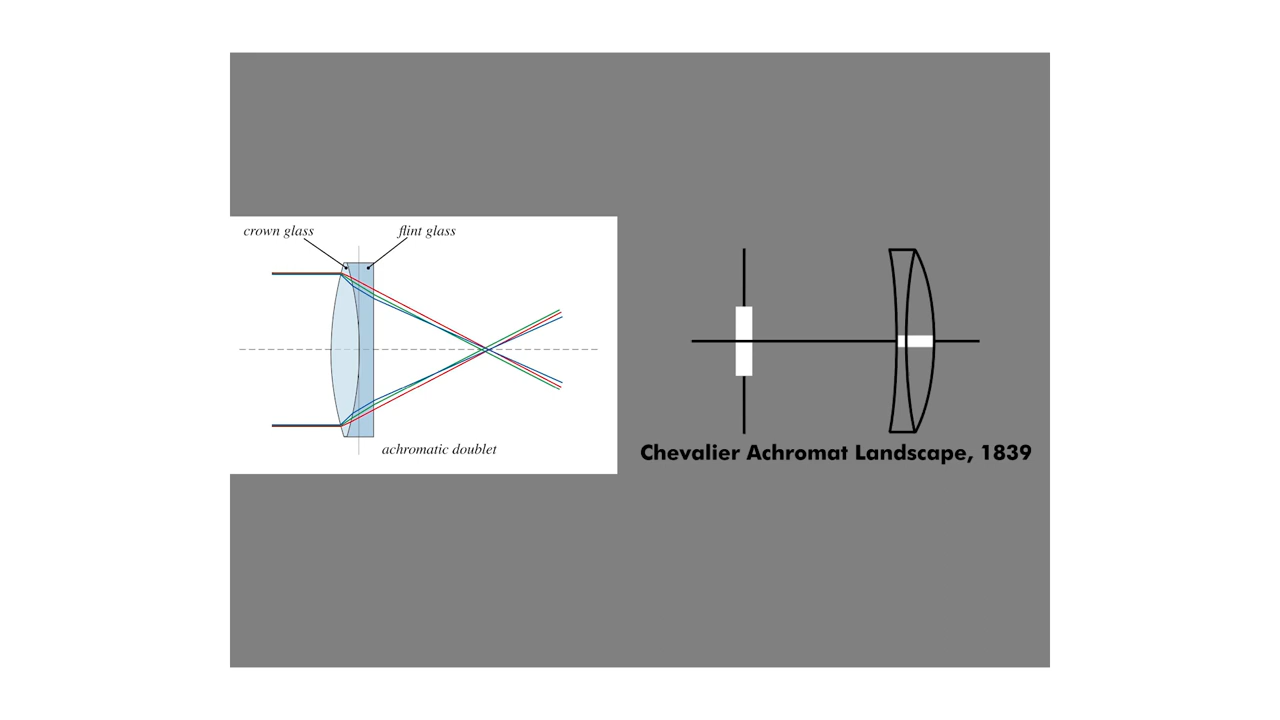 crown glass
flint glass
achromatic doublet
Chevalier Achromat Landscape, 1839